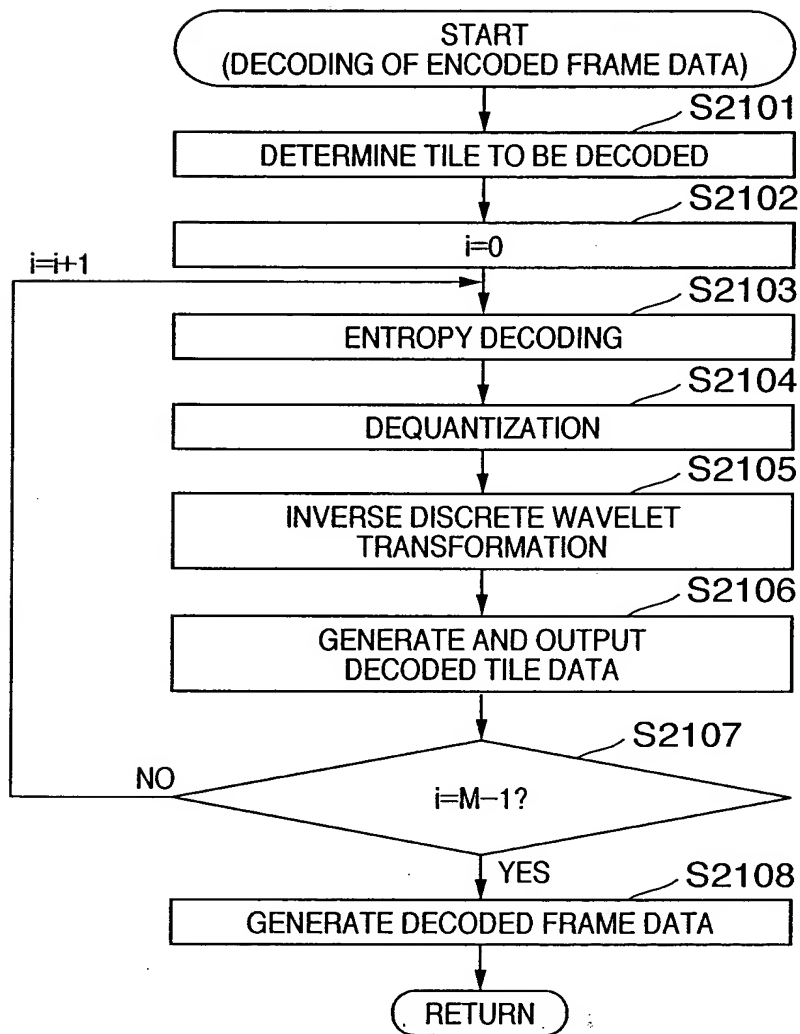 START
(DECODING OF ENCODED FRAME DATA)
S2101
DETERMINE TILE TO BE DECODED
S2102
i=0
i=i+1
S2103
ENTROPY DECODING
S2104
DEQUANTIZATION
S2105
INVERSE DISCRETE WAVELET
TRANSFORMATION
S2106
GENERATE AND OUTPUT
DECODED TILE DATA
S2107
NO
i=M−1?
YES
S2108
GENERATE DECODED FRAME DATA
RETURN